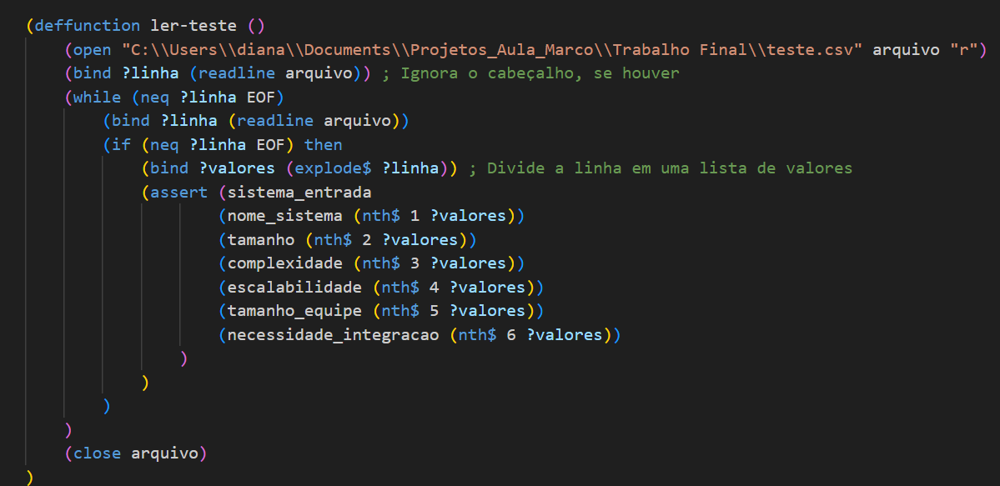 (deffunction ler-teste ()
    (open "C:\\Users\\diana\\Documents\\Projetos_Aula_Marco\\Trabalho Final\\teste.csv" arquivo "r")
    (bind ?linha (readline arquivo)) ; Ignora o cabeçalho, se houver
    (while (neq ?linha EOF)
        (bind ?linha (readline arquivo))
        (if (neq ?linha EOF) then
            (bind ?valores (explode$ ?linha)) ; Divide a linha em uma lista de valores
            (assert (sistema_entrada
                    (nome_sistema (nth$ 1 ?valores))
                    (tamanho (nth$ 2 ?valores))
                    (complexidade (nth$ 3 ?valores))
                    (escalabilidade (nth$ 4 ?valores))
                    (tamanho_equipe (nth$ 5 ?valores))
                    (necessidade_integracao (nth$ 6 ?valores))
                )
            )
        )
    )
    (close arquivo)
)